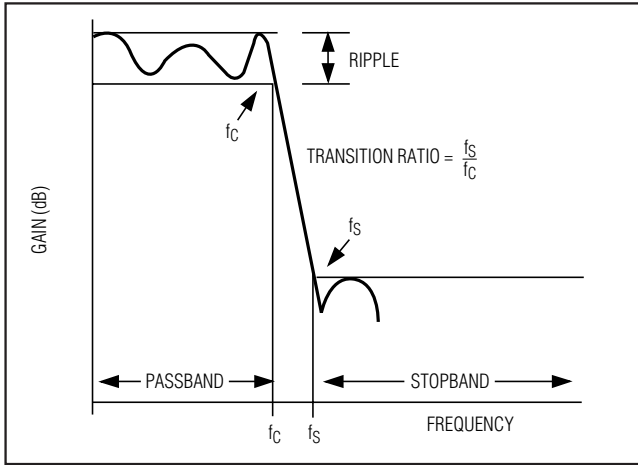 RIPPLE
fC
TRANSITION RATIO = fS/fC
GAIN (dB)
fS
PASSBAND
STOPBAND
fC
fS
FREQUENCY